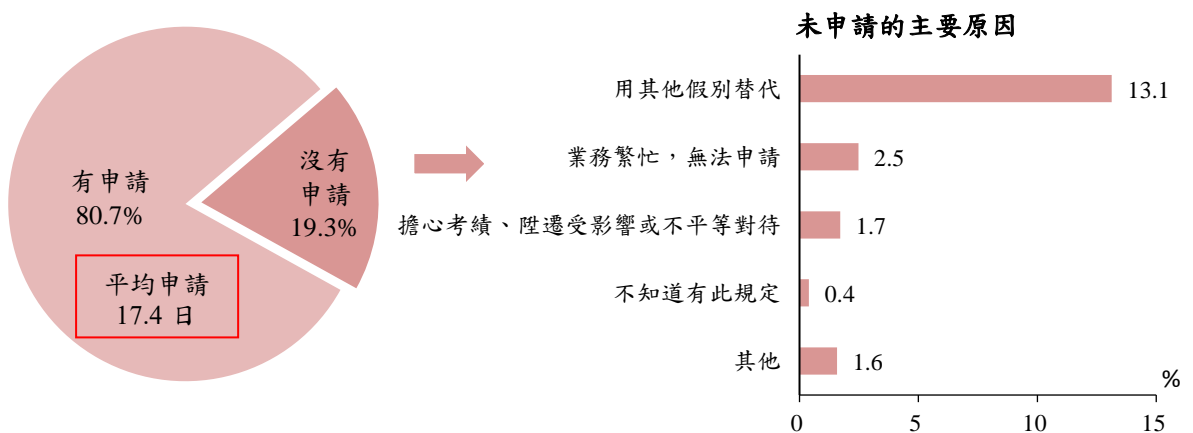 有申請
80.7%
平均申請
17.4 日
沒有
申請
19.3%
未申請的主要原因
用其他假別替代 13.1
業務繁忙，無法申請 2.5
擔心考績、陞遷受影響或不平等對待 1.7
不知道有此規定 0.4
其他 1.6
%
0 5 10 15